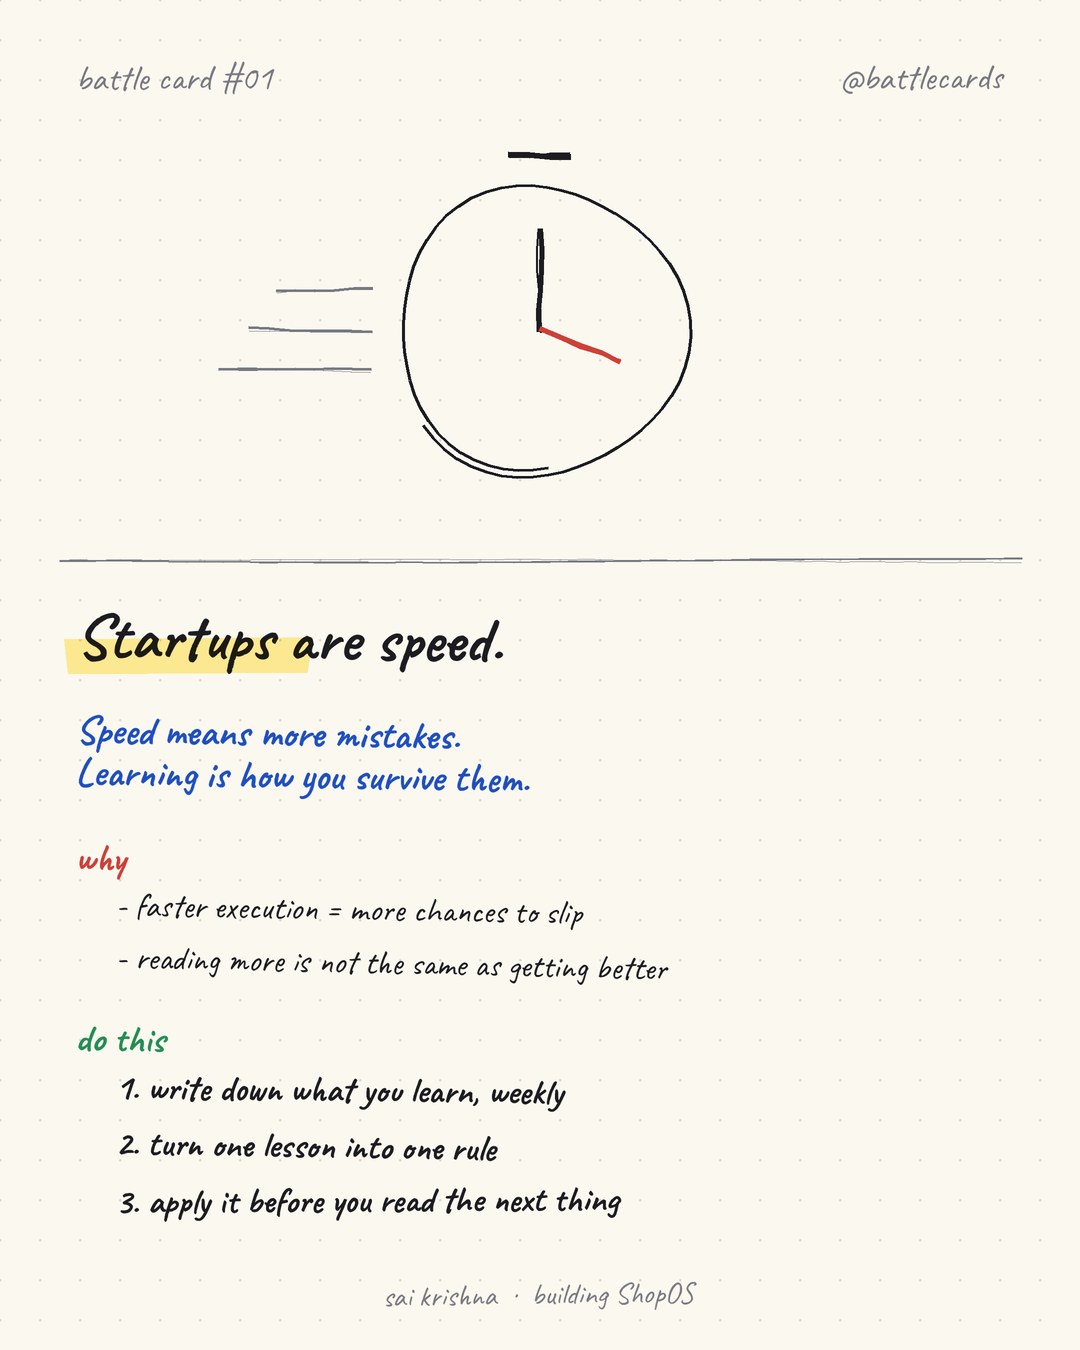 battle card #01
@battlecards
Startups are speed.
Speed means more mistakes.
Learning is how you survive them.
why
- faster execution = more chances to slip
- reading more is not the same as getting better
do this
1. write down what you learn, weekly
2. turn one lesson into one rule
3. apply it before you read the next thing
sai krishna · building ShopOS